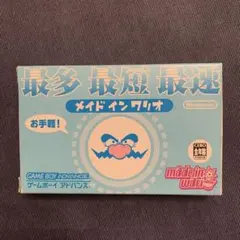 最多 最短 最速
メイド イン ワリオ
Nintendo
お手軽!
GAME BOY ADVANCE
ゲームボーイ アドバンス
made in
wario